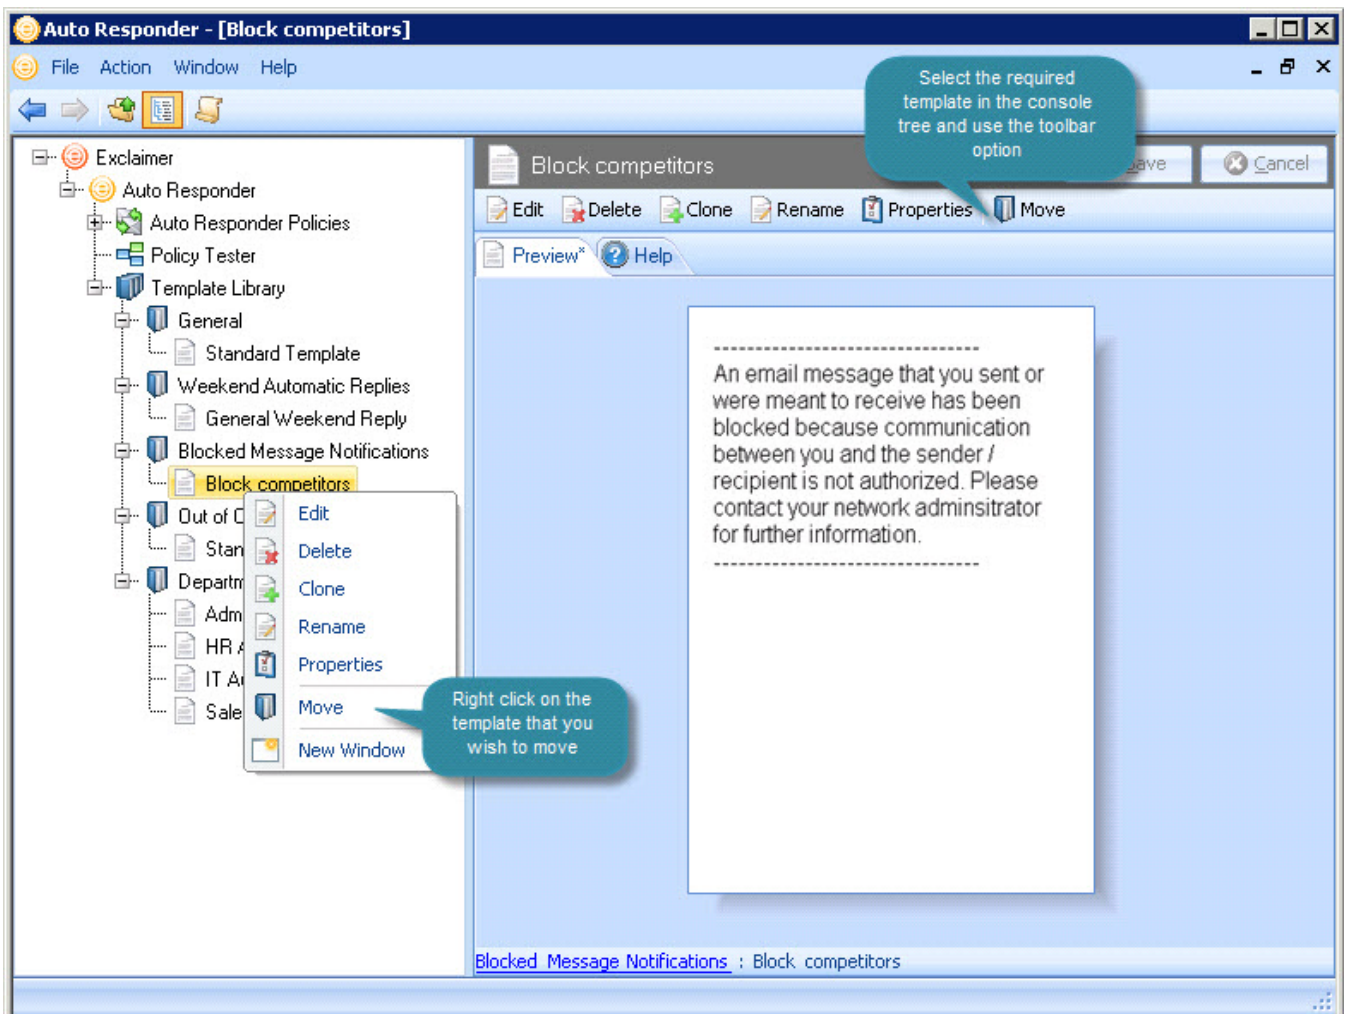 Auto Responder - [Block competitors]
File Action Window Help
Select the required
template in the console
tree and use the toolbar
option
Exclaimer
Auto Responder
Auto Responder Policies
Policy Tester
Template Library
General
Standard Template
Weekend Automatic Replies
General Weekend Reply
Blocked Message Notifications
Block competitors
Out of
Stan
Departm
Adm
HR
IT
Sale
Edit
Delete
Clone
Rename
Properties
Move
New Window
Right click on the
template that you
wish to move
Block competitors
ave Cancel
Edit Delete Clone Rename Properties Move
Preview* Help
-------------------------------
An email message that you sent or
were meant to receive has been
blocked because communication
between you and the sender /
recipient is not authorized. Please
contact your network adminsitrator
for further information.
-------------------------------
Blocked Message Notifications : Block competitors